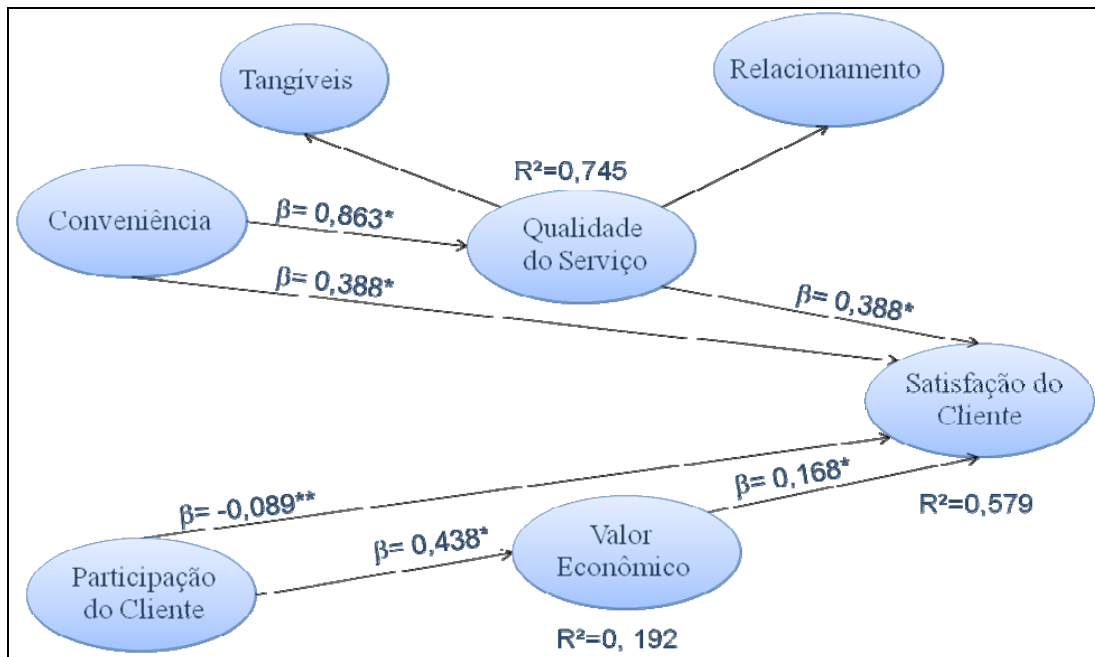 Tangíveis
Relacionamento
R²=0,745
Conveniência
β= 0,863*
Qualidade
do Serviço
β= 0,388*
β= 0,388*
Satisfação do
Cliente
β= -0,089**
β= 0,168*
R²=0,579
β= 0,438*
Valor
Econômico
Participação
do Cliente
R²=0, 192